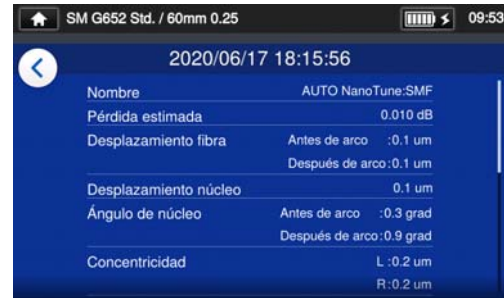 SM G652 Std. / 60mm 0.25 09:53
2020/06/17 18:15:56
Nombre AUTO NanoTune:SMF
Pérdida estimada 0.010 dB
Desplazamiento fibra Antes de arco :0.1 um
Después de arco:0.1 um
Desplazamiento núcleo 0.1 um
Ángulo de núcleo Antes de arco :0.3 grad
Después de arco:0.9 grad
Concentricidad L :0.2 um
R:0.2 um